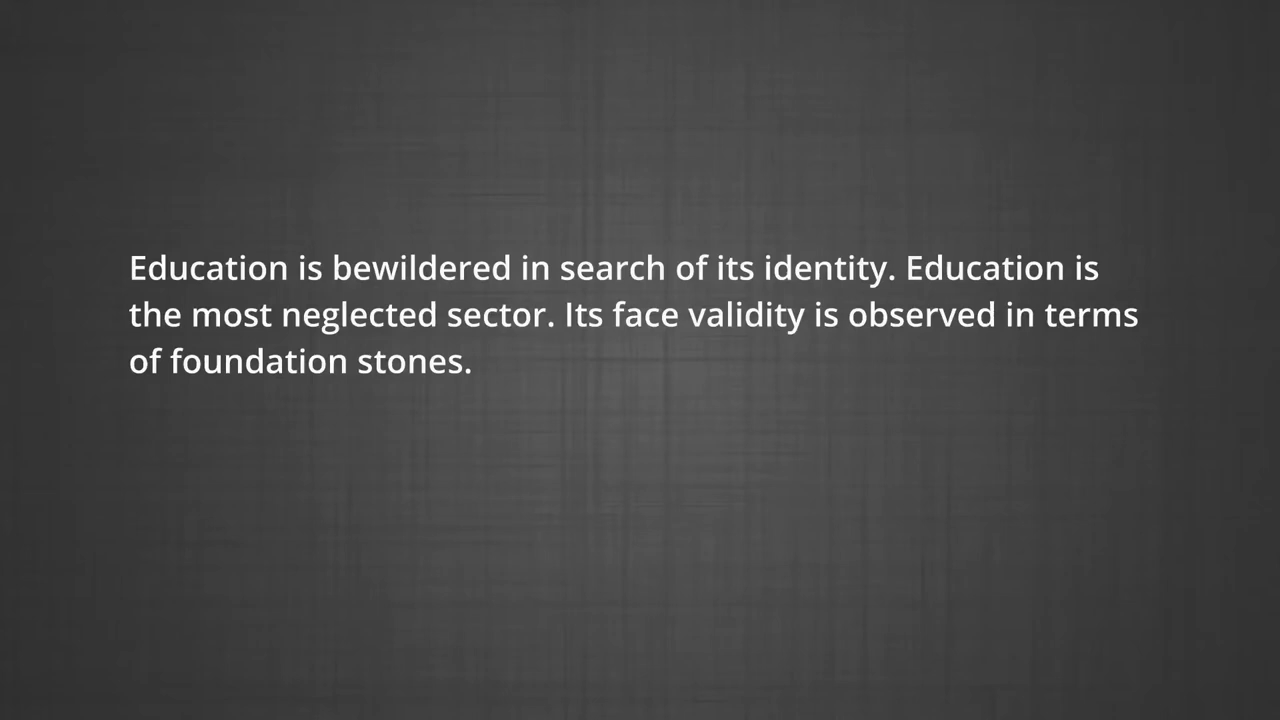 Education is bewildered in search of its identity. Education is
the most neglected sector. Its face validity is observed in terms
of foundation stones.